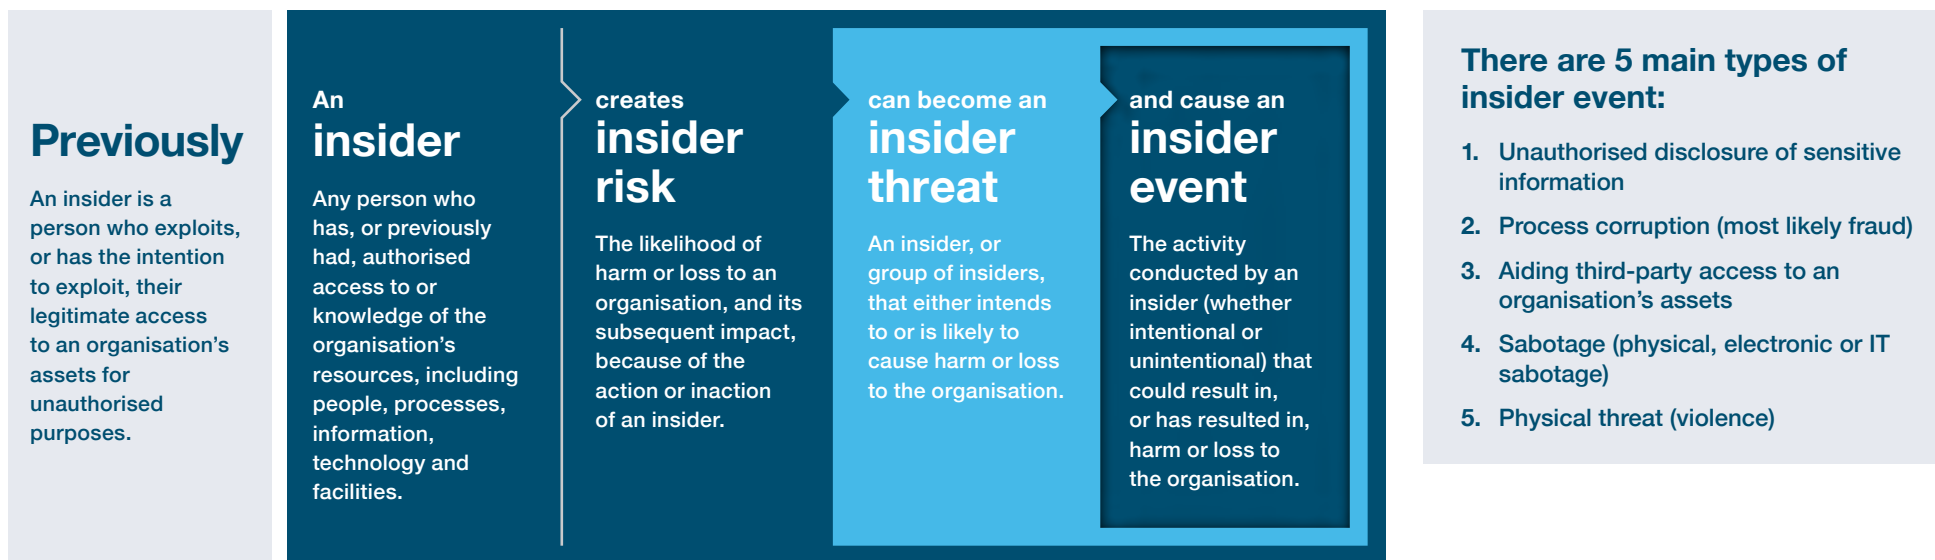 Previously
An insider is a
person who exploits,
or has the intention
to exploit, their
legitimate access
to an organisation's
assets for
unauthorised
purposes.
An
insider
Any person who
has, or previously
had, authorised
access to or
knowledge of the
organisation's
resources, including
people, processes,
information,
technology and
facilities.
creates
insider
risk
The likelihood of
harm or loss to an
organisation, and its
subsequent impact,
because of the
action or inaction
of an insider.
can become an
insider
threat
An insider, or
group of insiders,
that either intends
to or is likely to
cause harm or loss
to the organisation.
and cause an
insider
event
The activity
conducted by an
insider (whether
intentional or
unintentional) that
could result in,
or has resulted in,
harm or loss to
the organisation.
There are 5 main types of
insider event:
1. Unauthorised disclosure of sensitive
information
2. Process corruption (most likely fraud)
3. Aiding third-party access to an
organisation's assets
4. Sabotage (physical, electronic or IT
sabotage)
5. Physical threat (violence)